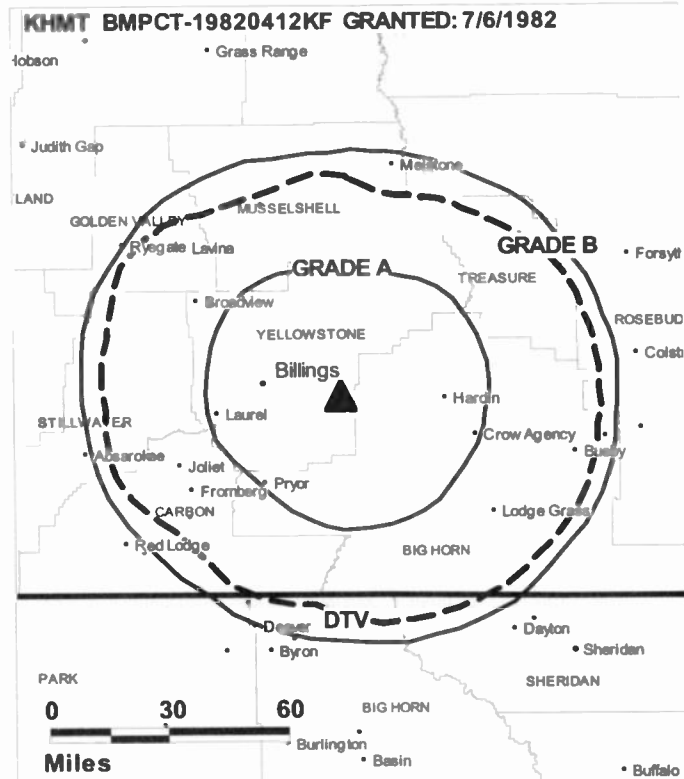 KHMT BMPCT-19820412KF GRANTED: 7/6/1982
Hobson
Grass Range
Judith Gap
Melstone
LAND
GOLDEN VALLEY
MUSSELSHELL
Ryegate Lavina
GRADE B
Forsyt
GRADE A
TREASURE
Broadview
ROSEBUD
YELLOWSTONE
Colstr
Billings
Hardin
Laurel
STILLWATER
Crow Agency
Absarokee
Busby
Joliet
Pryor
Fromberg
CARBON
Lodge Grass
Red Lodge
BIG HORN
DTV
Deaver
Dayton
Byron
Sheridan
PARK
SHERIDAN
0 30 60
BIG HORN
Miles
Burlington
Basin
Buffalo